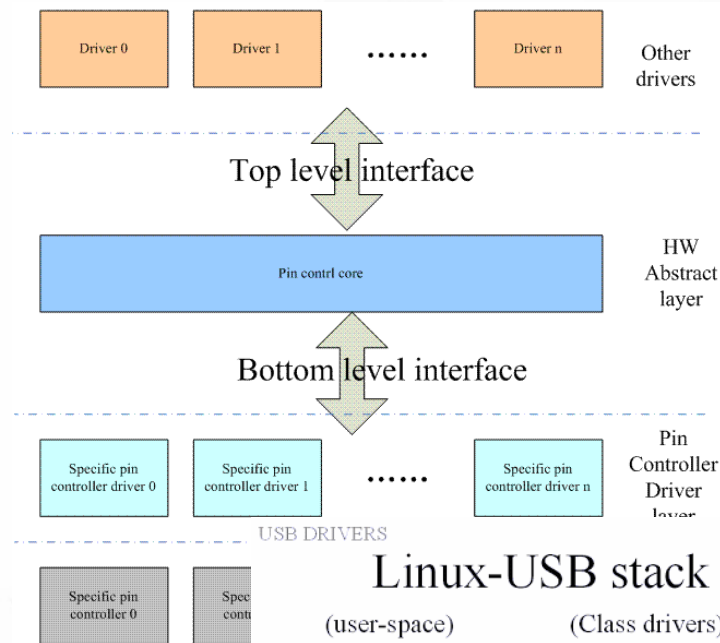 Driver 0
Driver 1
......
Driver n
Other
drivers
Top level interface
Pin contrl core
HW
Abstract
layer
Bottom level interface
Specific pin
controller driver 0
Specific pin
controller driver 1
......
Specific pin
controller driver n
Pin
Controller
Driver
layer
USB DRIVERS
Linux-USB stack
Specific pin
controller 0
(user-space)
(Class drivers)